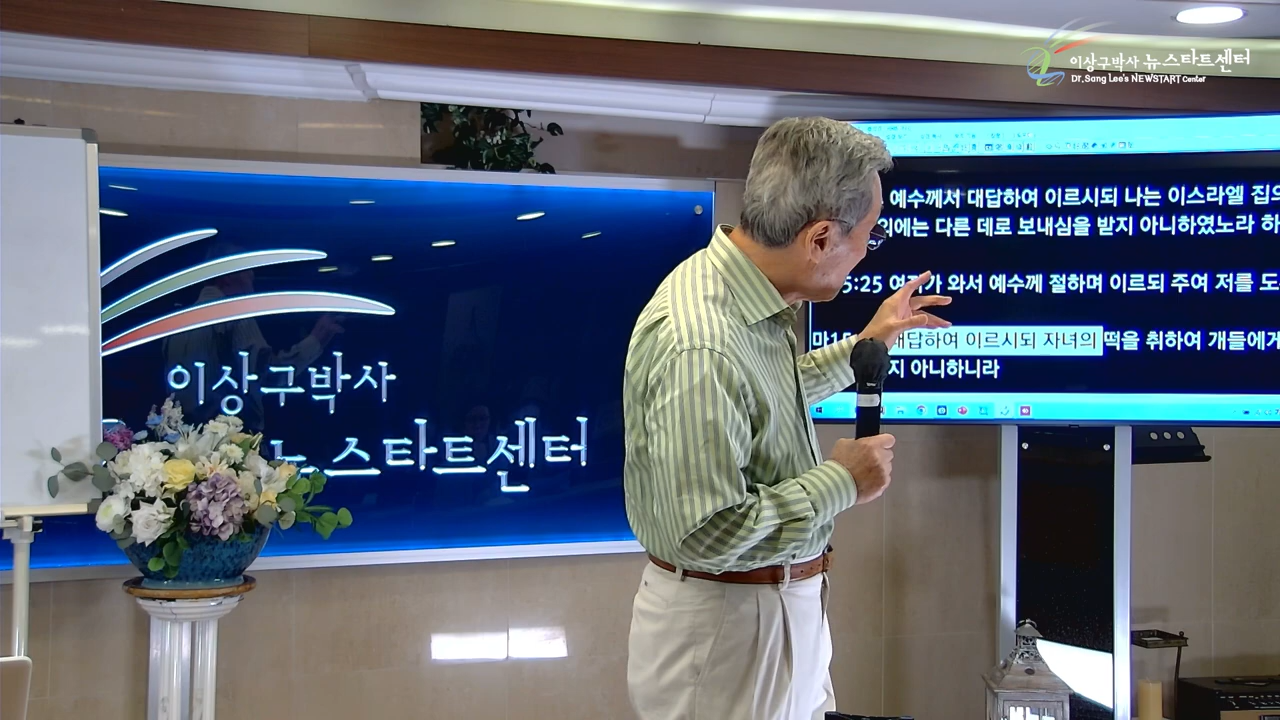 이상구박사 뉴스타트센터
Dr. Sang Lee's NEWSTART Center
예수께서 대답하여 이르시되 나는 이스라엘 집으
외에는 다른 데로 보내심을 받지 아니하였노라 하
5:25 여자가 와서 예수께 절하며 이르되 주여 저를 도
마15 대답하여 이르시되 자녀의 떡을 취하여 개들에게
지 아니하니라
이상구박사
뉴스타트센터